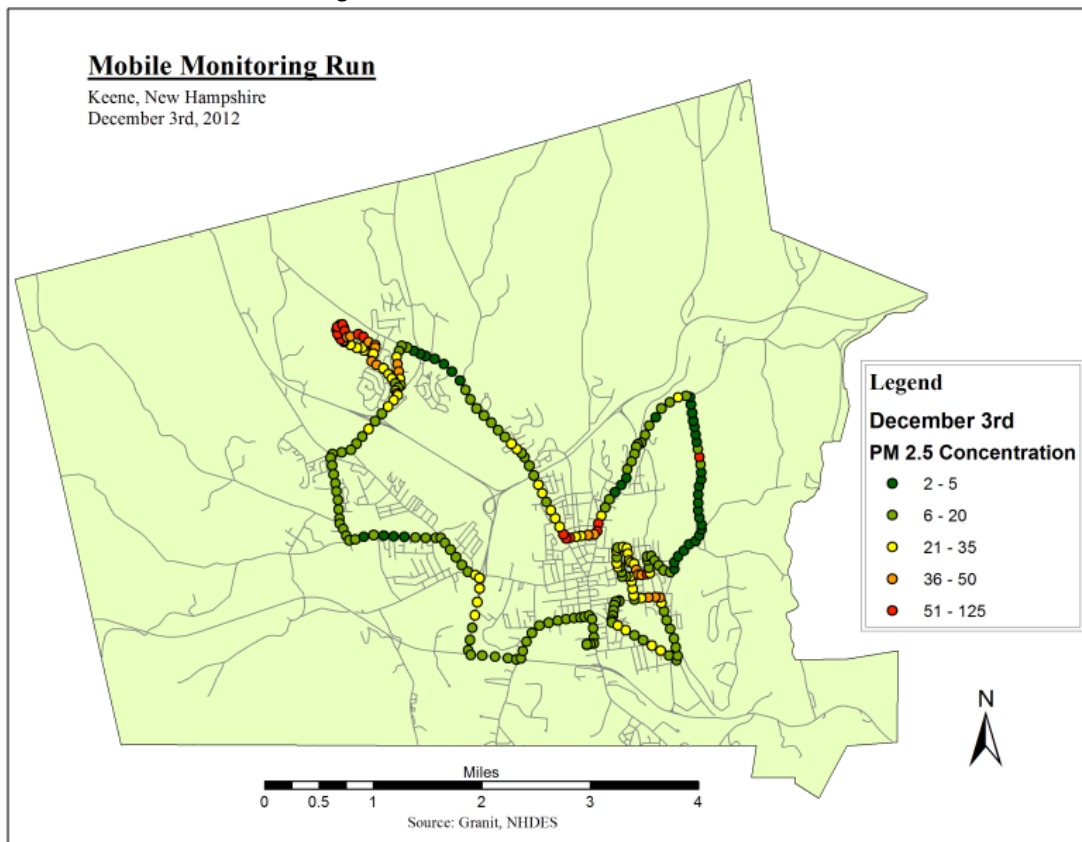 Mobile Monitoring Run
Keene, New Hampshire
December 3rd, 2012
Legend
December 3rd
PM 2.5 Concentration
2 - 5
6 - 20
21 - 35
36 - 50
51 - 125
N
Miles
0 0.5 1 2 3 4
Source: Granit, NHDES